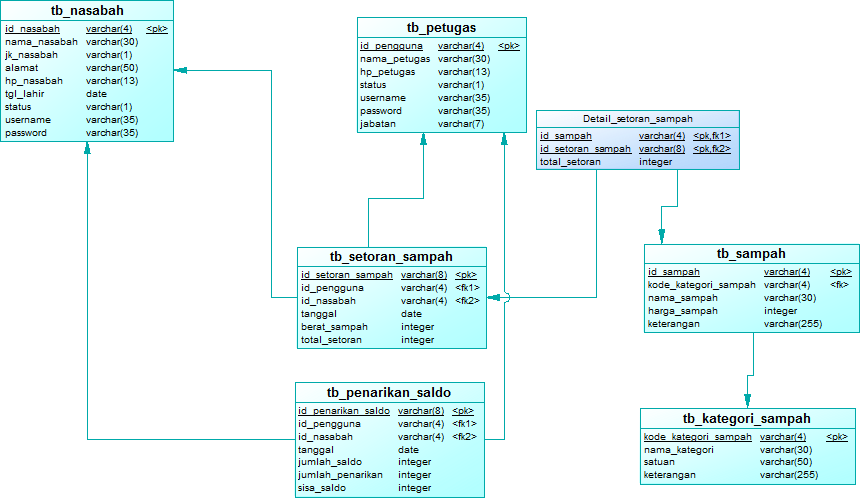 tb_nasabah
id_nasabah varchar(4) <pk>
nama_nasabah varchar(30)
jk_nasabah varchar(1)
alamat varchar(50)
hp_nasabah varchar(13)
tgl_lahir date
status varchar(1)
username varchar(35)
password varchar(35)
tb_petugas
id_pengguna varchar(4) <pk>
nama_petugas varchar(30)
hp_petugas varchar(13)
status varchar(1)
username varchar(35)
password varchar(35)
jabatan varchar(7)
Detail_setoran_sampah
id_sampah varchar(4) <pk,fk1>
id_setoran_sampah varchar(8) <pk,fk2>
total_setoran integer
tb_setoran_sampah
id_setoran_sampah varchar(8) <pk>
id_pengguna varchar(4) <fk1>
id_nasabah varchar(4) <fk2>
tanggal date
berat_sampah integer
total_setoran integer
tb_sampah
id_sampah varchar(4) <pk>
kode_kategori_sampah varchar(4) <fk>
nama_sampah varchar(30)
harga_sampah integer
keterangan varchar(255)
tb_penarikan_saldo
id_penarikan_saldo varchar(8) <pk>
id_pengguna varchar(4) <fk1>
id_nasabah varchar(4) <fk2>
tanggal date
jumlah_saldo integer
jumlah_penarikan integer
sisa_saldo integer
tb_kategori_sampah
kode_kategori_sampah varchar(4) <pk>
nama_kategori varchar(30)
satuan varchar(50)
keterangan varchar(255)